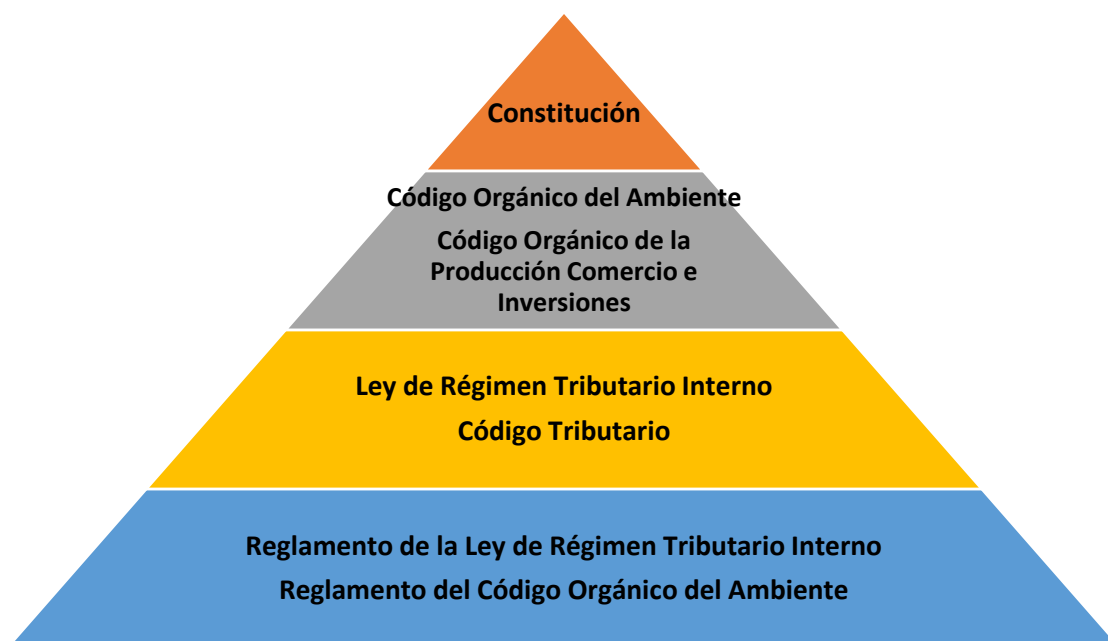 Constitución
Código Orgánico del Ambiente
Código Orgánico de la
Producción Comercio e
Inversiones
Ley de Régimen Tributario Interno
Código Tributario
Reglamento de la Ley de Régimen Tributario Interno
Reglamento del Código Orgánico del Ambiente